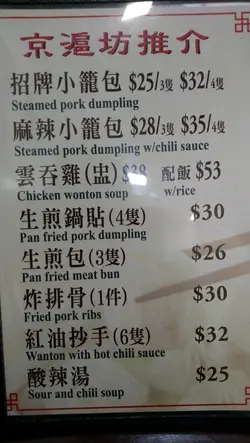 京滬坊推介
招牌小籠包 $25/3隻 $32/4隻
Steamed pork dumpling
麻辣小籠包 $28/3隻 $35/4隻
Steamed pork dumpling w/chili sauce
雲吞雞(盅) $38 配飯 $53
Chicken wonton soup w/rice
生煎鍋貼(4隻) $30
Pan fried pork dumpling
生煎包(3隻) $26
Pan fried meat bun
炸排骨(1件) $30
Fried pork ribs
紅油抄手(6隻) $32
Wanton with hot chili sauce
酸辣湯 $25
Sour and chili soup